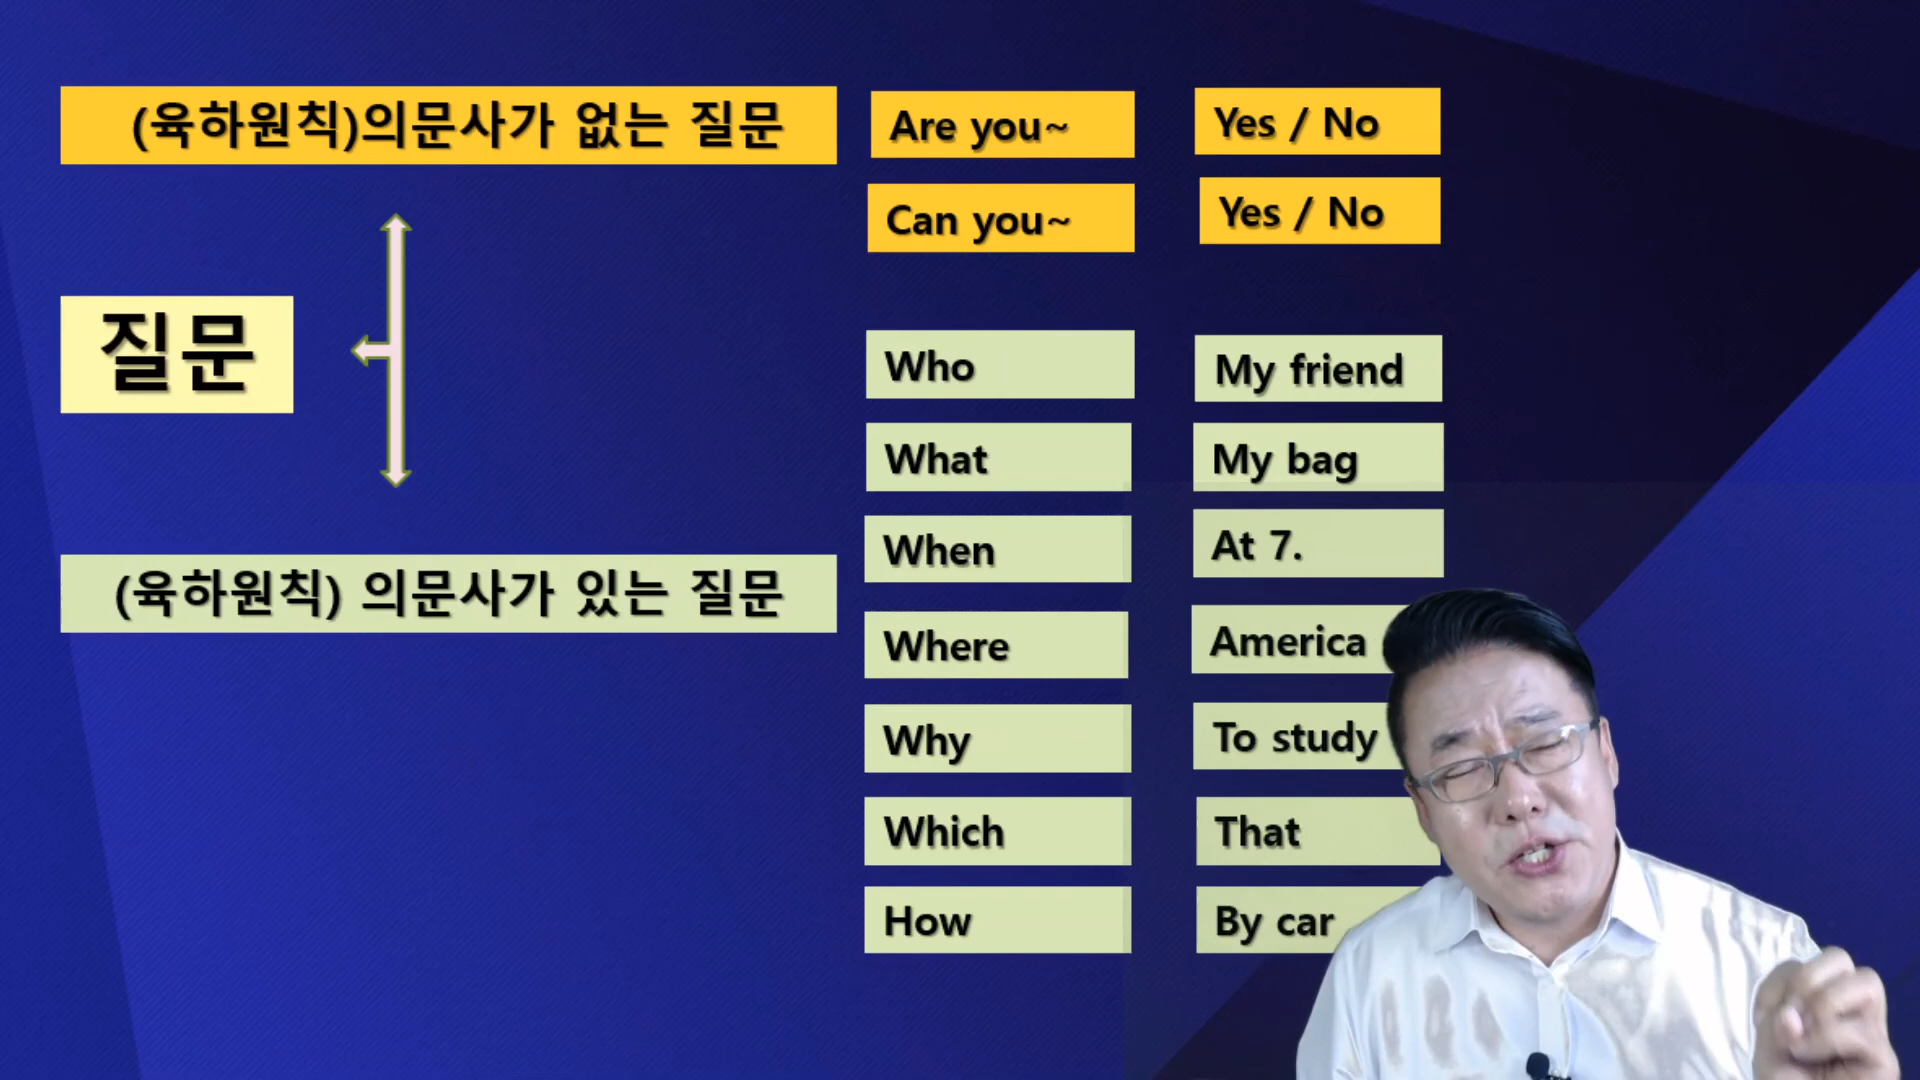 (육하원칙)의문사가 없는 질문
Are you~
Yes / No
Can you~
Yes / No
질문
(육하원칙) 의문사가 있는 질문
Who
My friend
What
My bag
When
At 7.
Where
America
Why
To study
Which
That
How
By car